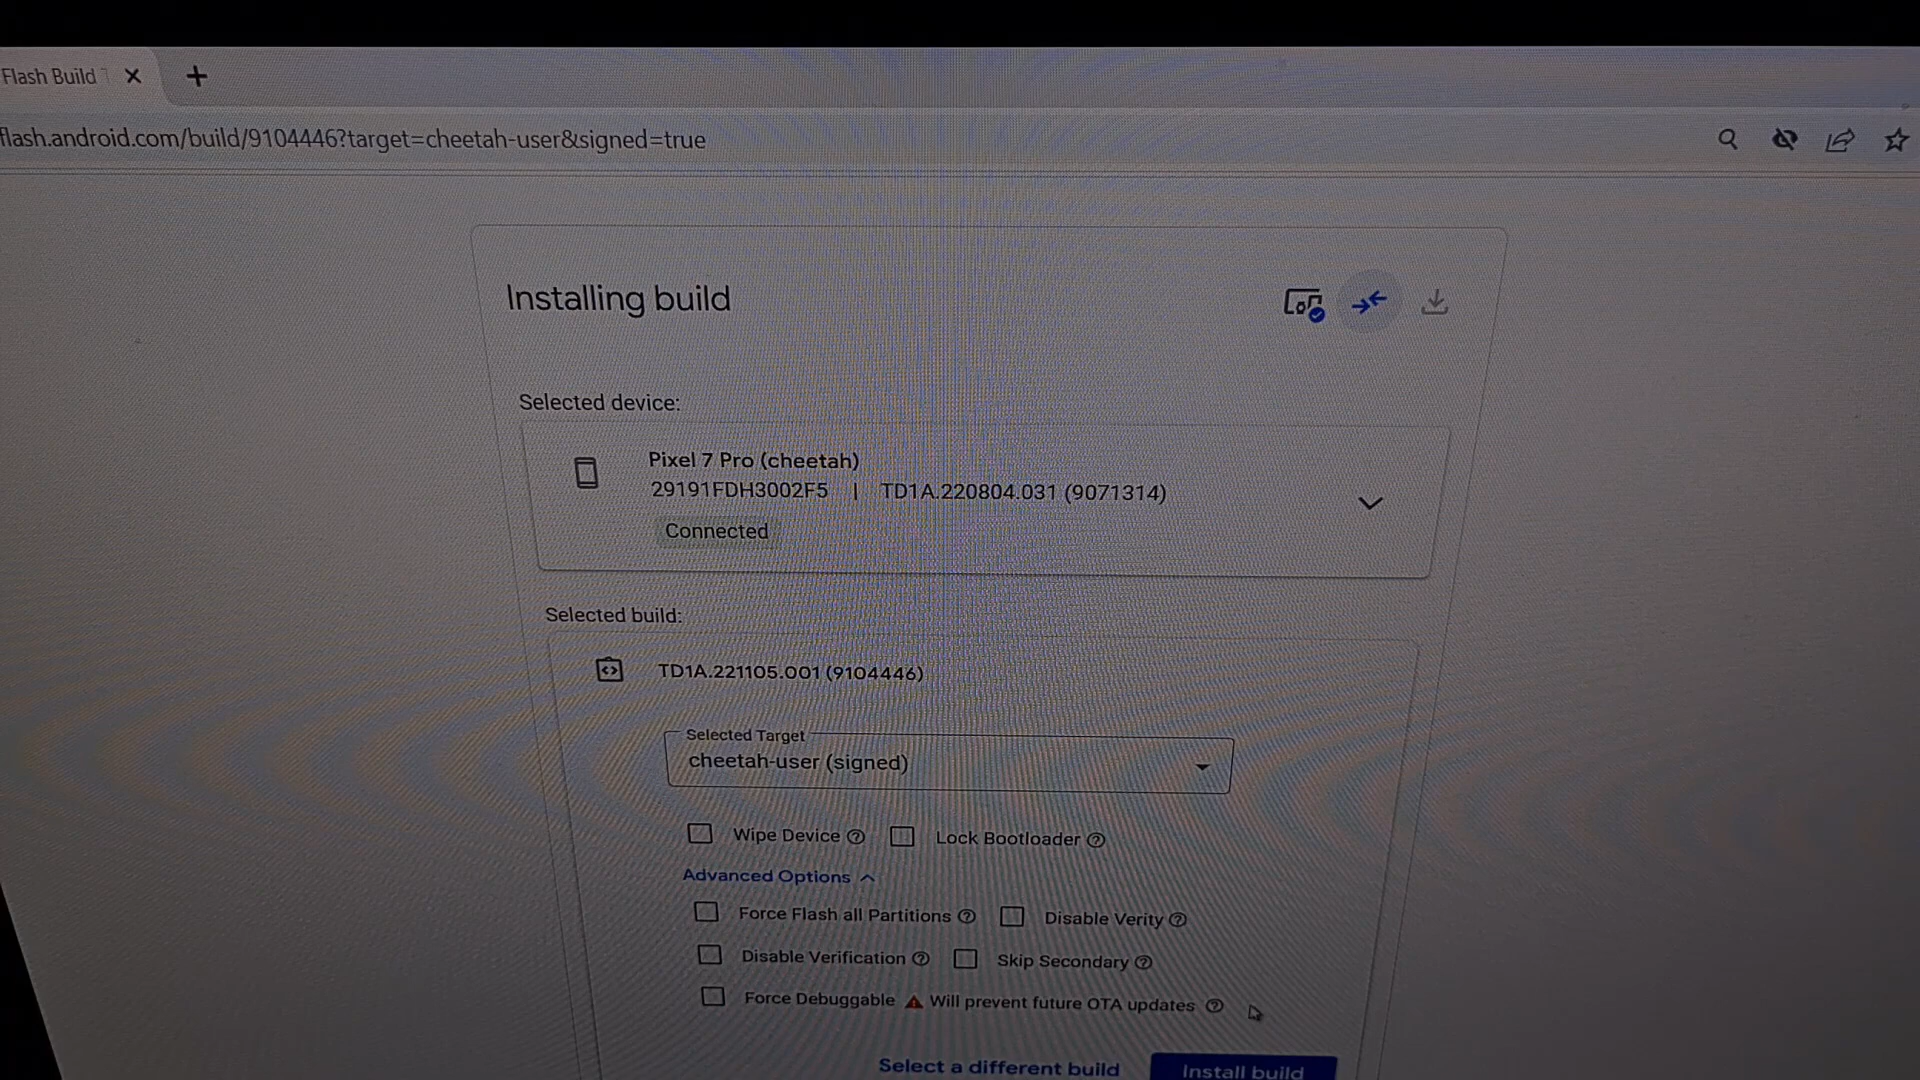 Flash Build
flash.android.com/build/9104446?target=cheetah-user&signed=true
Installing build
Selected device:
Pixel 7 Pro (cheetah)
29191FDH3002F5 | TD1A.220804.031 (9071314)
Connected
Selected build:
TD1A.221105.001 (9104446)
Selected Target
cheetah-user (signed)
Wipe Device Lock Bootloader
Advanced Options
Force Flash all Partitions Disable Verity
Disable Verification Skip Secondary
Force Debuggable Will prevent future OTA updates
Select a different build Install build